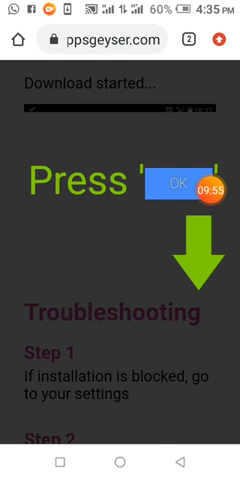 60% 4:35 PM
ppsgeyser.com 2
Download started...
Press ' OK '
09:55
Troubleshooting
Step 1
If installation is blocked, go
to your settings
Step 2